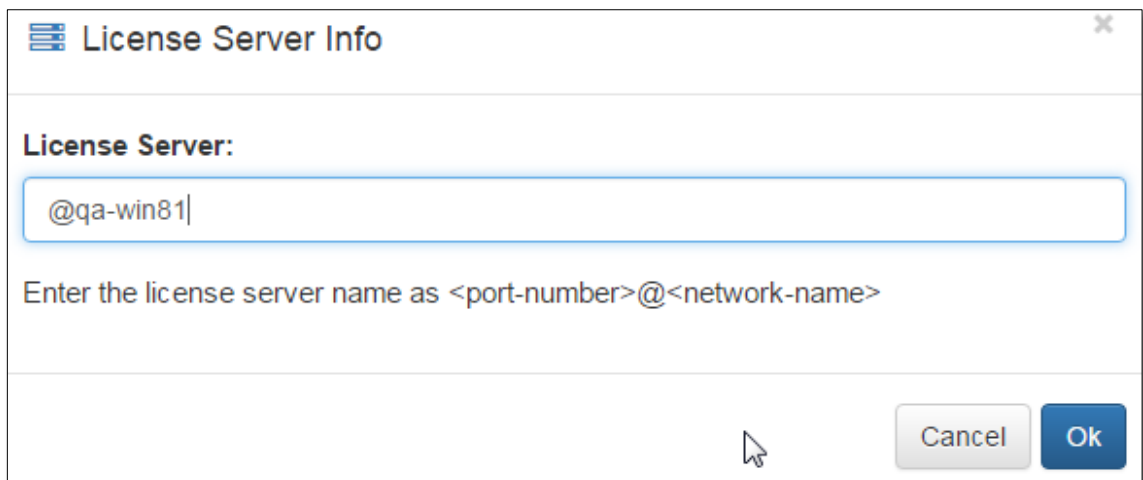 License Server Info
License Server:
@qa-win81
Enter the license server name as <port-number>@<network-name>
Cancel Ok